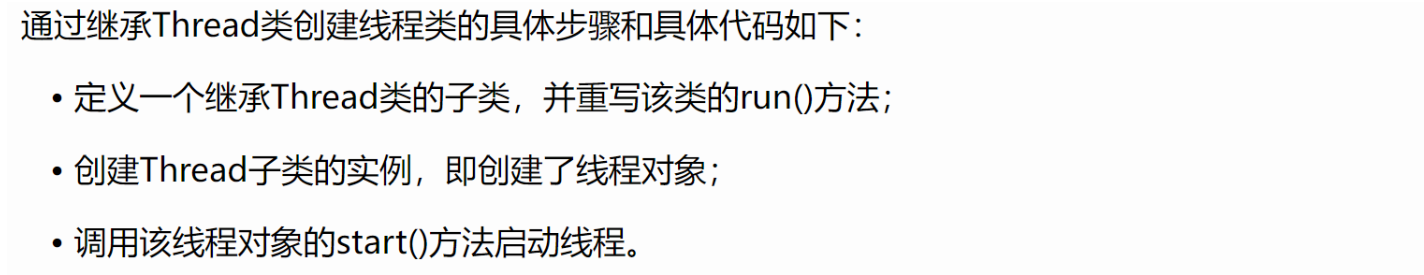 通过继承Thread类创建线程类的具体步骤和具体代码如下：
• 定义一个继承Thread类的子类，并重写该类的run()方法；
• 创建Thread子类的实例，即创建了线程对象；
• 调用该线程对象的start()方法启动线程。